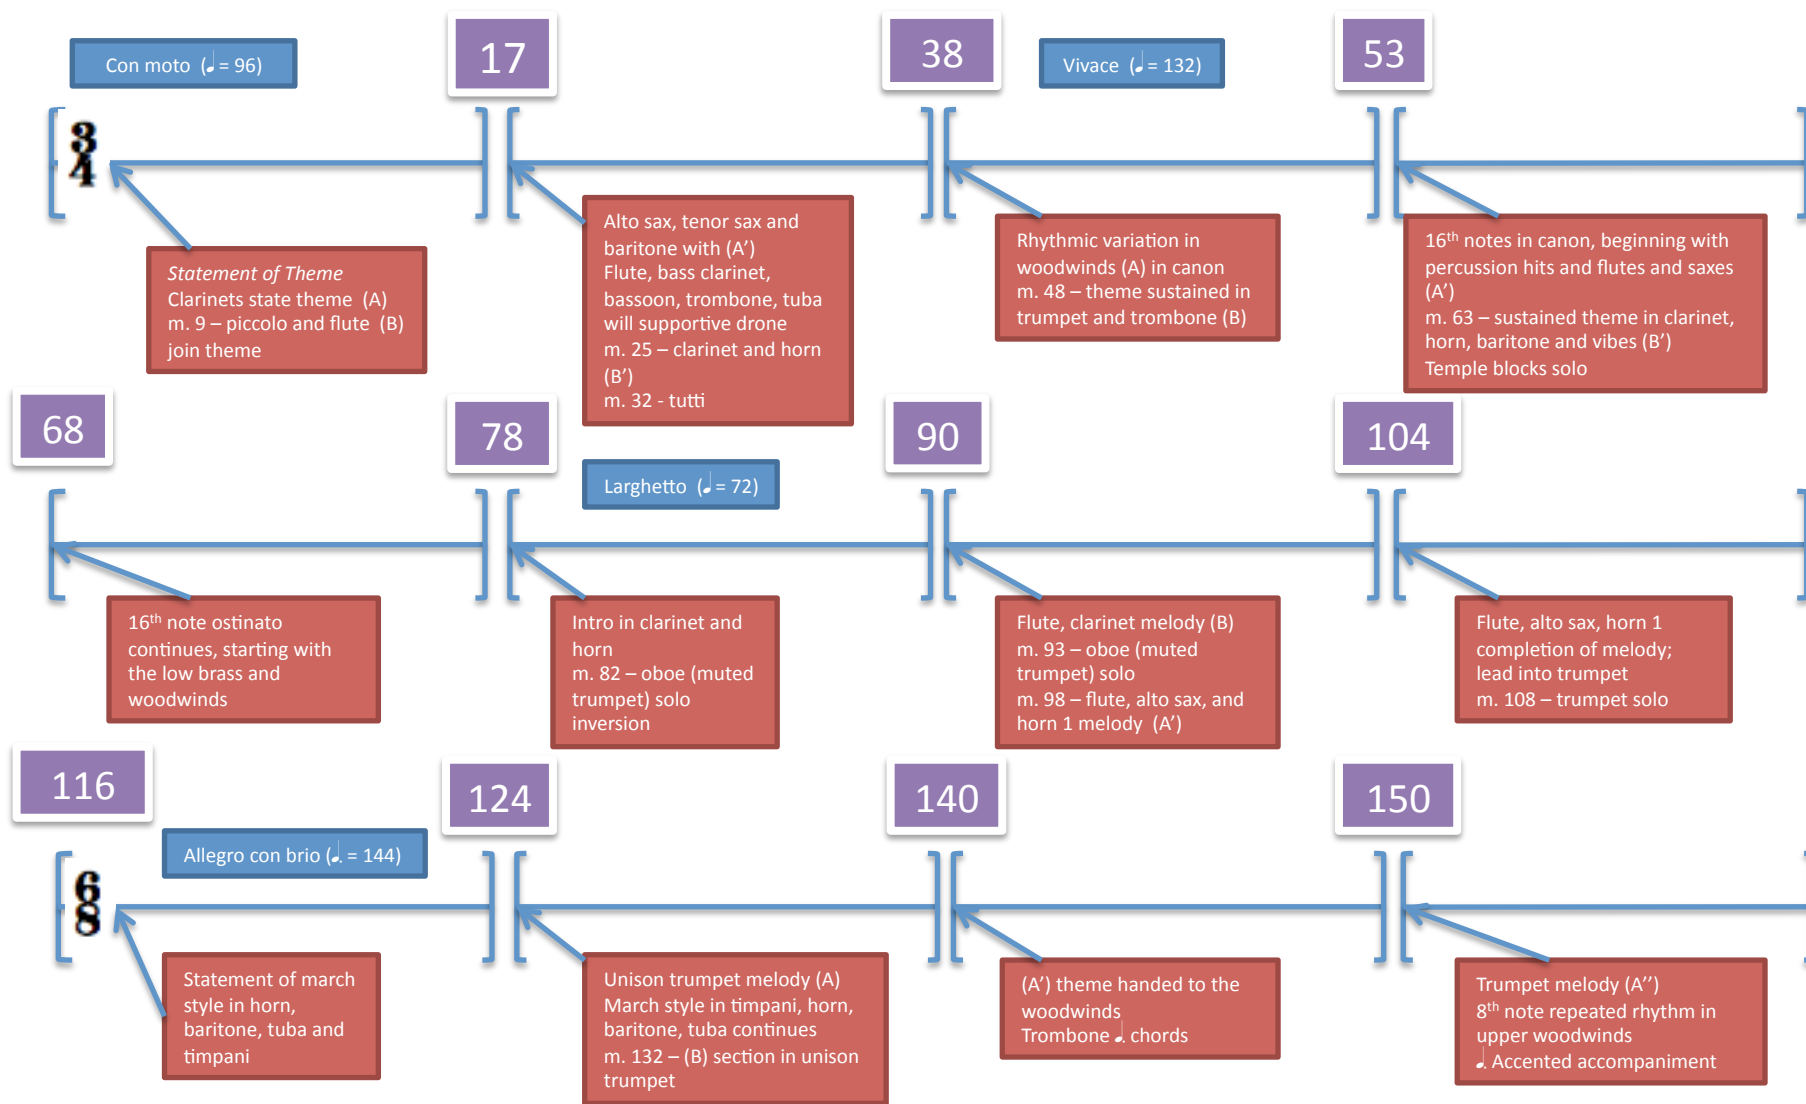 Con moto (♩ = 96)
17
38
Vivace (♩ = 132)
53
3
4
Statement of Theme
Clarinets state theme (A)
m. 9 – piccolo and flute (B)
join theme
Alto sax, tenor sax and
baritone with (A’)
Flute, bass clarinet,
bassoon, trombone, tuba
will supportive drone
m. 25 – clarinet and horn
(B’)
m. 32 - tutti
Rhythmic variation in
woodwinds (A) in canon
m. 48 – theme sustained in
trumpet and trombone (B)
16th notes in canon, beginning with
percussion hits and flutes and saxes
(A’)
m. 63 – sustained theme in clarinet,
horn, baritone and vibes (B’)
Temple blocks solo
68
78
Larghetto (♩ = 72)
90
104
16th note ostinato
continues, starting with
the low brass and
woodwinds
Intro in clarinet and
horn
m. 82 – oboe (muted
trumpet) solo
inversion
Flute, clarinet melody (B)
m. 93 – oboe (muted
trumpet) solo
m. 98 – flute, alto sax, and
horn 1 melody (A’)
Flute, alto sax, horn 1
completion of melody;
lead into trumpet
m. 108 – trumpet solo
116
Allegro con brio (♩. = 144)
124
140
150
6
8
Statement of march
style in horn,
baritone, tuba and
timpani
Unison trumpet melody (A)
March style in timpani, horn,
baritone, tuba continues
m. 132 – (B) section in unison
trumpet
(A’) theme handed to the
woodwinds
Trombone ♩. chords
Trumpet melody (A’’)
8th note repeated rhythm in
upper woodwinds
♩. Accented accompaniment